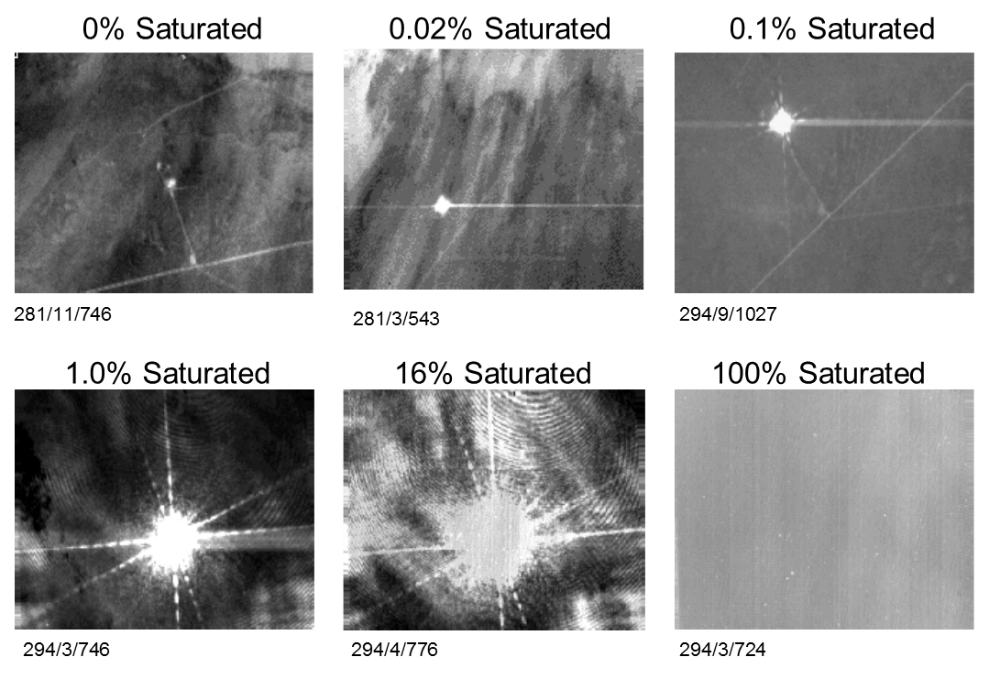 0% Saturated
0.02% Saturated
0.1% Saturated
281/11/746
281/3/543
294/9/1027
1.0% Saturated
16% Saturated
100% Saturated
294/3/746
294/4/776
294/3/724